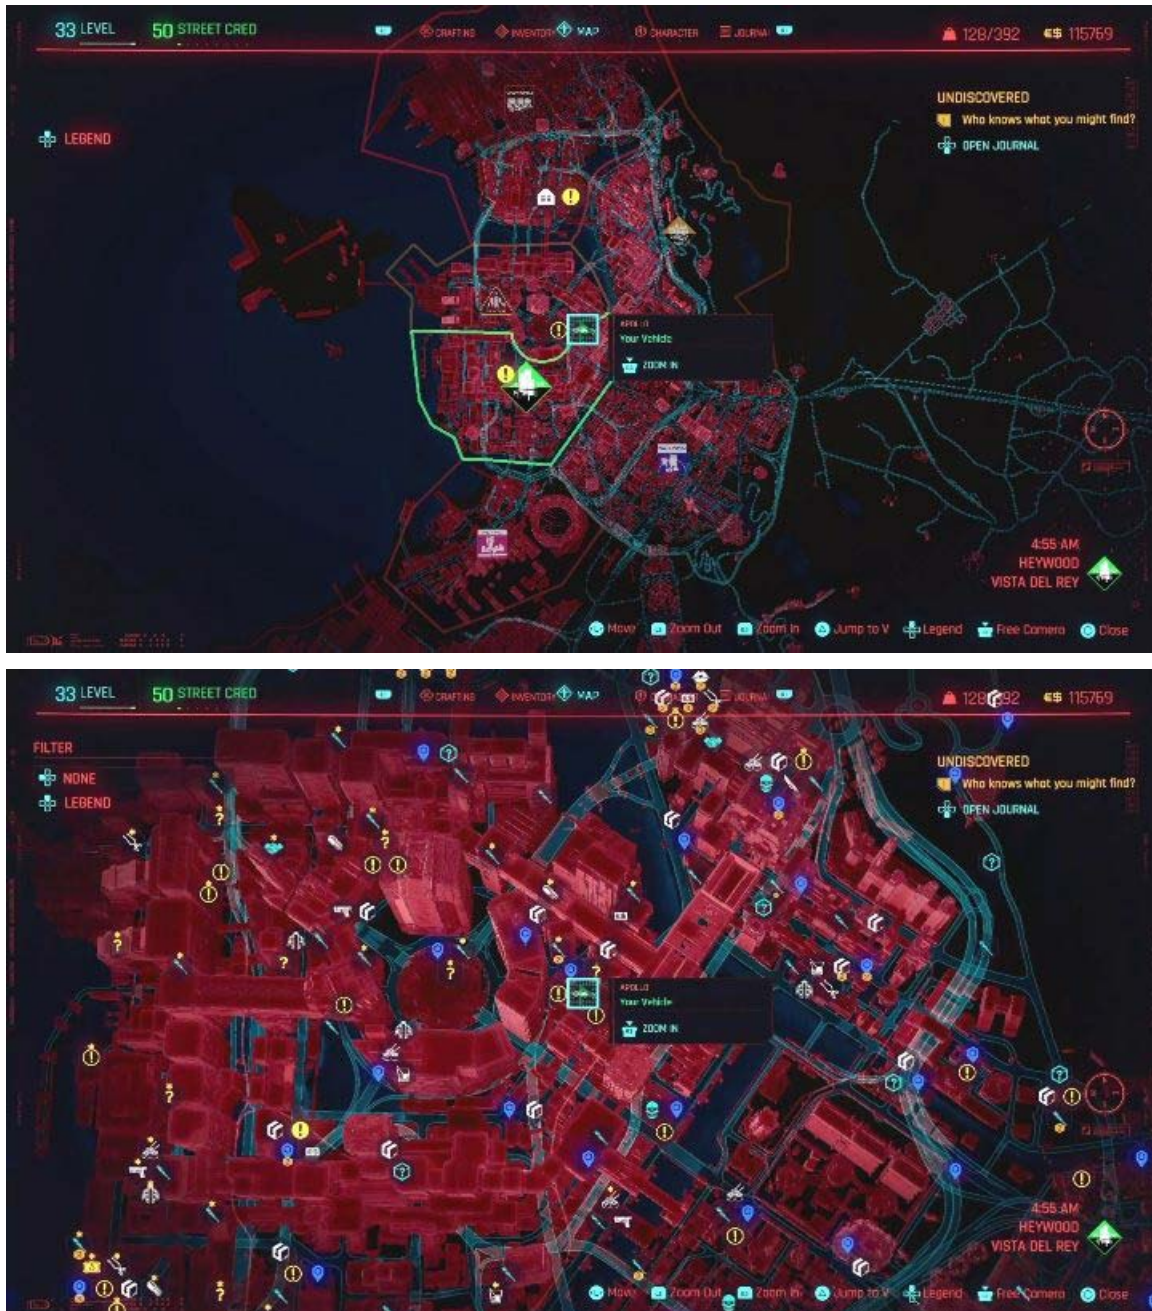 33 LEVEL
50 STREET CRED
CRAFTING
INVENTORY
MAP
CHARACTER
JOURNAL
128/392
€$ 115769
LEGEND
UNDISCOVERED
Who knows what you might find?
OPEN JOURNAL
APOLLO
Your Vehicle
ZOOM IN
4:55 AM
HEYWOOD
VISTA DEL REY
Move
Zoom Out
Zoom In
Jump to V
Legend
Free Camera
Close
33 LEVEL
50 STREET CRED
CRAFTING
INVENTORY
MAP
JOURNAL
€$ 115769
FILTER
NONE
LEGEND
UNDISCOVERED
Who knows what you might find?
OPEN JOURNAL
APOLLO
Your Vehicle
ZOOM IN
4:55 AM
HEYWOOD
VISTA DEL REY
Move
Zoom Out
Zoom In
Jump to V
Legend
Free Camera
Close